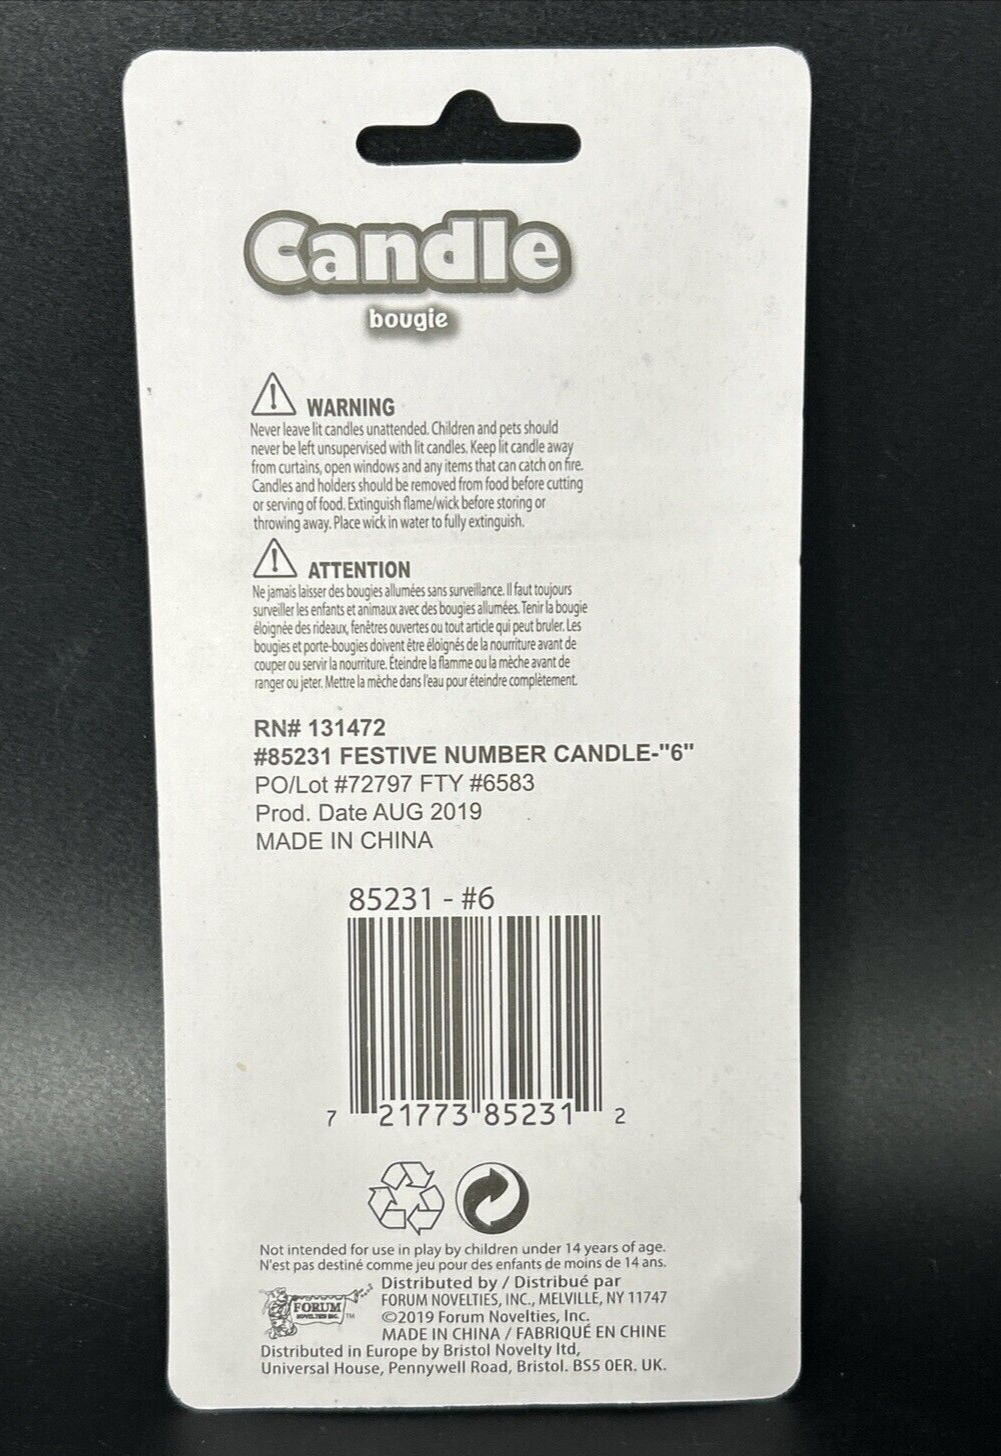 Candle
bougie
WARNING
Never leave lit candles unattended. Children and pets should
never be left unsupervised with lit candles. Keep lit candle away
from curtains, open windows and any items that can catch on fire.
Candles and holders should be removed from food before cutting
or serving of food. Extinguish flame/wick before storing or
throwing away. Place wick in water to fully extinguish.
ATTENTION
Ne jamais laisser des bougies allumées sans surveillance. Il faut toujours
surveiller les enfants et animaux avec des bougies allumées. Tenir la bougie
éloignée des rideaux, fenêtres ouvertes ou tout article qui peut bruler. Les
bougies et porte-bougies doivent être éloignés de la nourriture avant de
couper ou servir la nourriture. Éteindre la flamme ou la mèche avant de
ranger ou jeter. Mettre la mèche dans l'eau pour éteindre complètement.
RN# 131472
#85231 FESTIVE NUMBER CANDLE-"6"
PO/Lot #72797 FTY #6583
Prod. Date AUG 2019
MADE IN CHINA
85231 - #6
7 21773 85231 2
Not intended for use in play by children under 14 years of age.
N'est pas destiné comme jeu pour des enfants de moins de 14 ans.
Distributed by / Distribué par
FORUM NOVELTIES, INC., MELVILLE, NY 11747
©2019 Forum Novelties, Inc.
MADE IN CHINA / FABRIQUÉ EN CHINE
FORUM
NOVELTIES INC.
TM
Distributed in Europe by Bristol Novelty ltd,
Universal House, Pennywell Road, Bristol. BS5 0ER. UK.